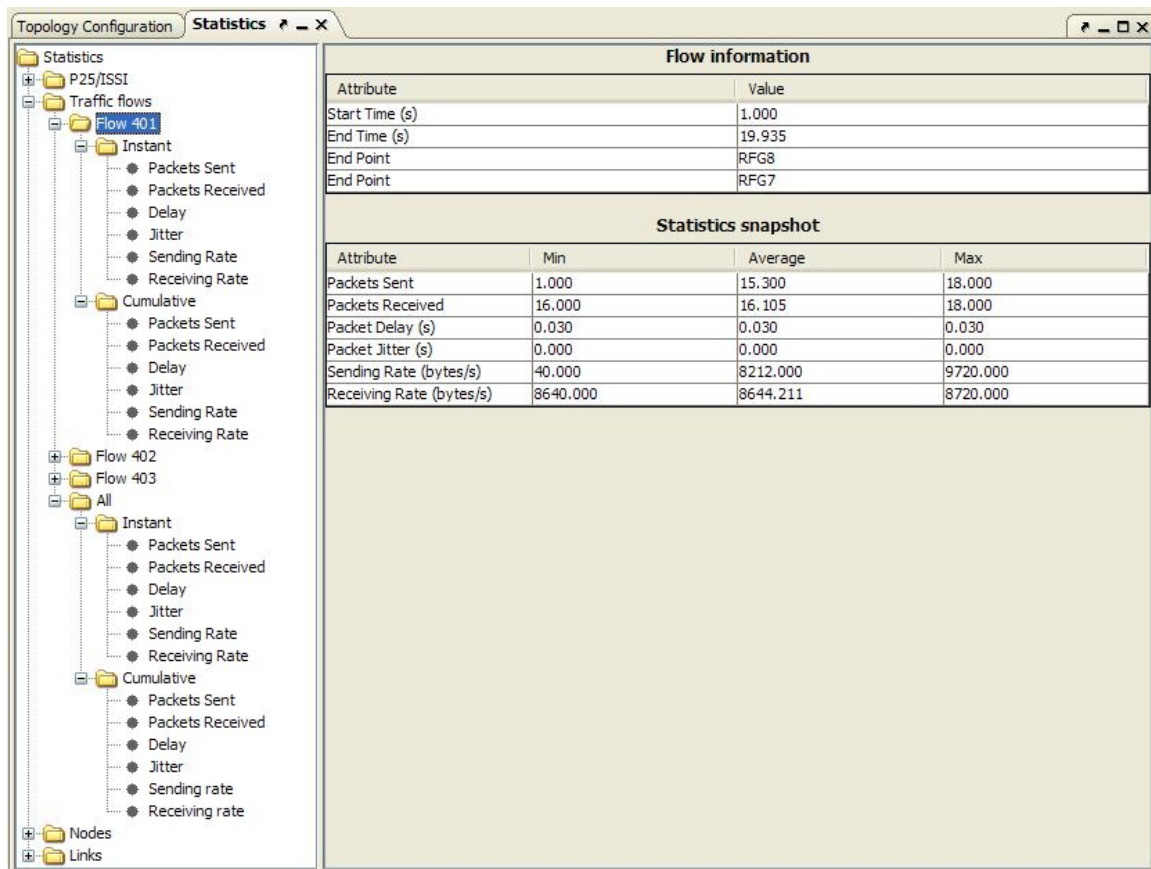 Topology Configuration Statistics
Statistics
P25/ISSI
Traffic flows
Flow 401
Instant
Packets Sent
Packets Received
Delay
Jitter
Sending Rate
Receiving Rate
Cumulative
Packets Sent
Packets Received
Delay
Jitter
Sending Rate
Receiving Rate
Flow 402
Flow 403
All
Instant
Packets Sent
Packets Received
Delay
Jitter
Sending Rate
Receiving Rate
Cumulative
Packets Sent
Packets Received
Delay
Jitter
Sending rate
Receiving rate
Nodes
Links
Flow information
Attribute Value
Start Time (s) 1.000
End Time (s) 19.935
End Point RFG8
End Point RFG7
Statistics snapshot
Attribute Min Average Max
Packets Sent 1.000 15.300 18.000
Packets Received 16.000 16.105 18.000
Packet Delay (s) 0.030 0.030 0.030
Packet Jitter (s) 0.000 0.000 0.000
Sending Rate (bytes/s) 40.000 8212.000 9720.000
Receiving Rate (bytes/s) 8640.000 8644.211 8720.000